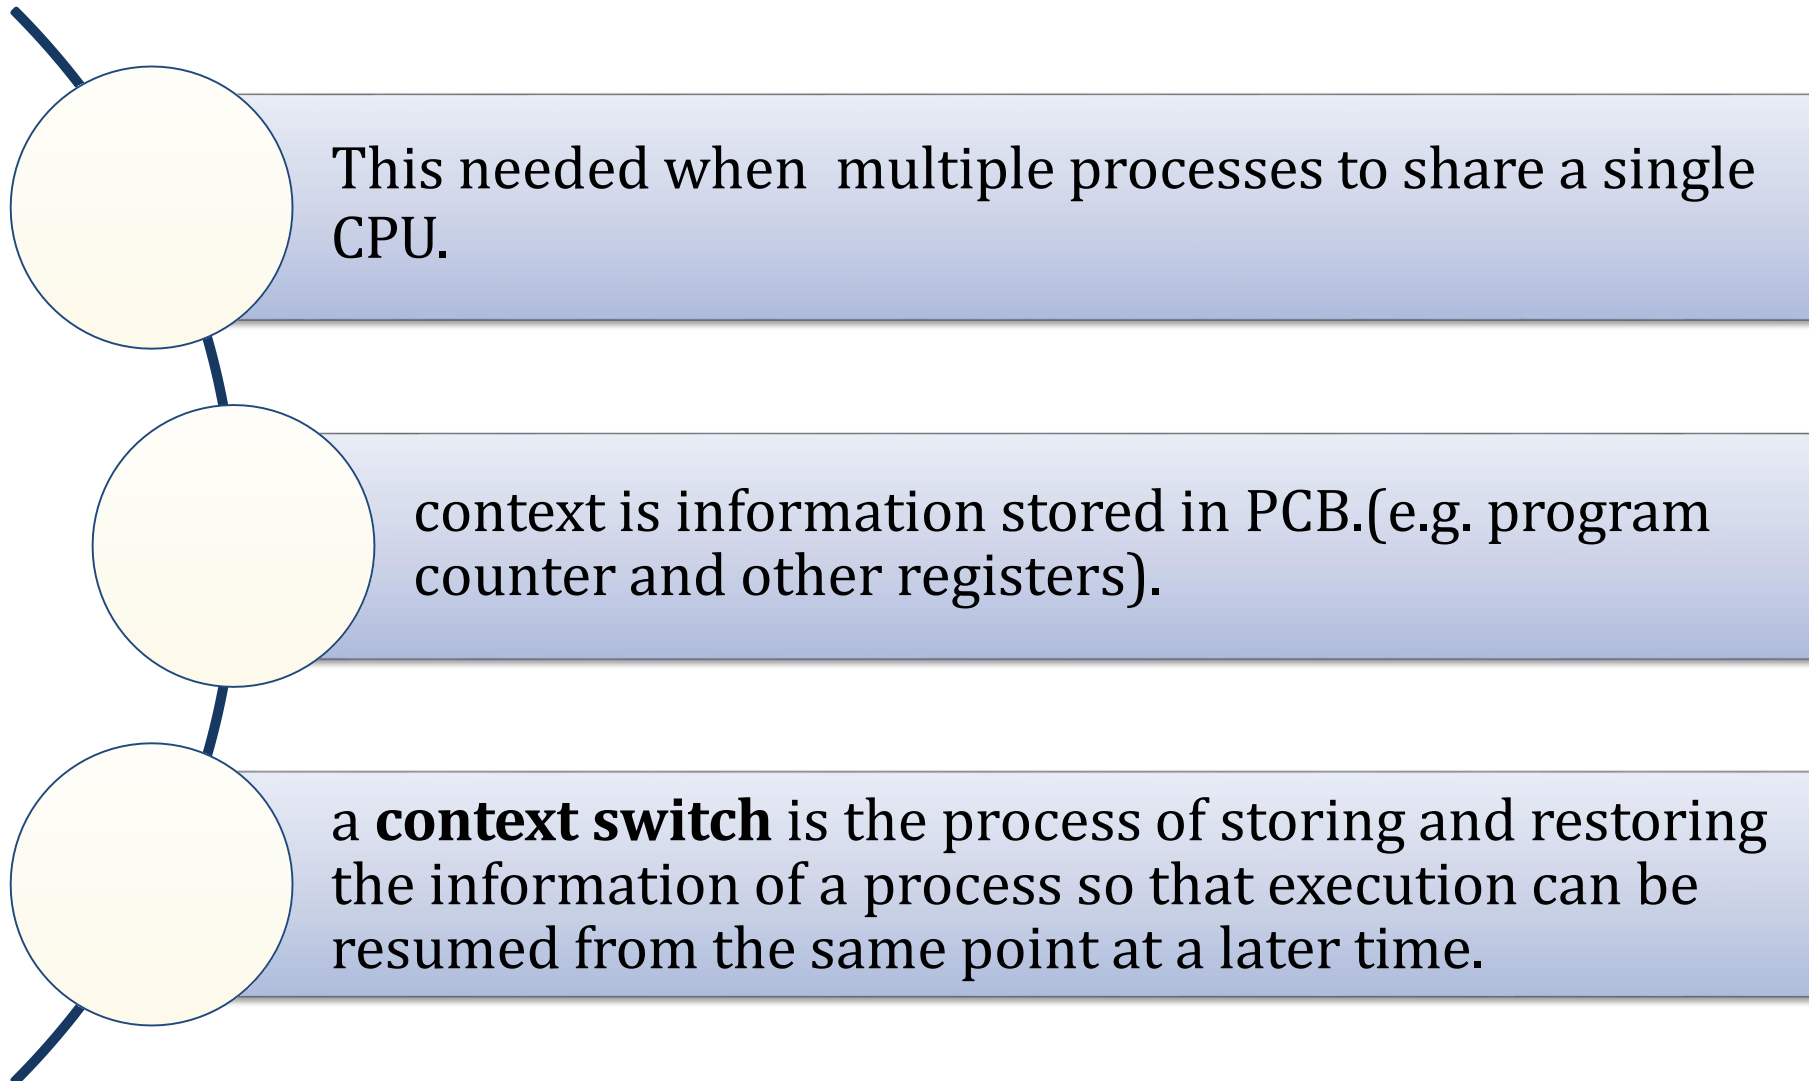 This needed when  multiple processes to share a single
CPU.
context is information stored in PCB.(e.g. program
counter and other registers).
a context switch is the process of storing and restoring
the information of a process so that execution can be
resumed from the same point at a later time.